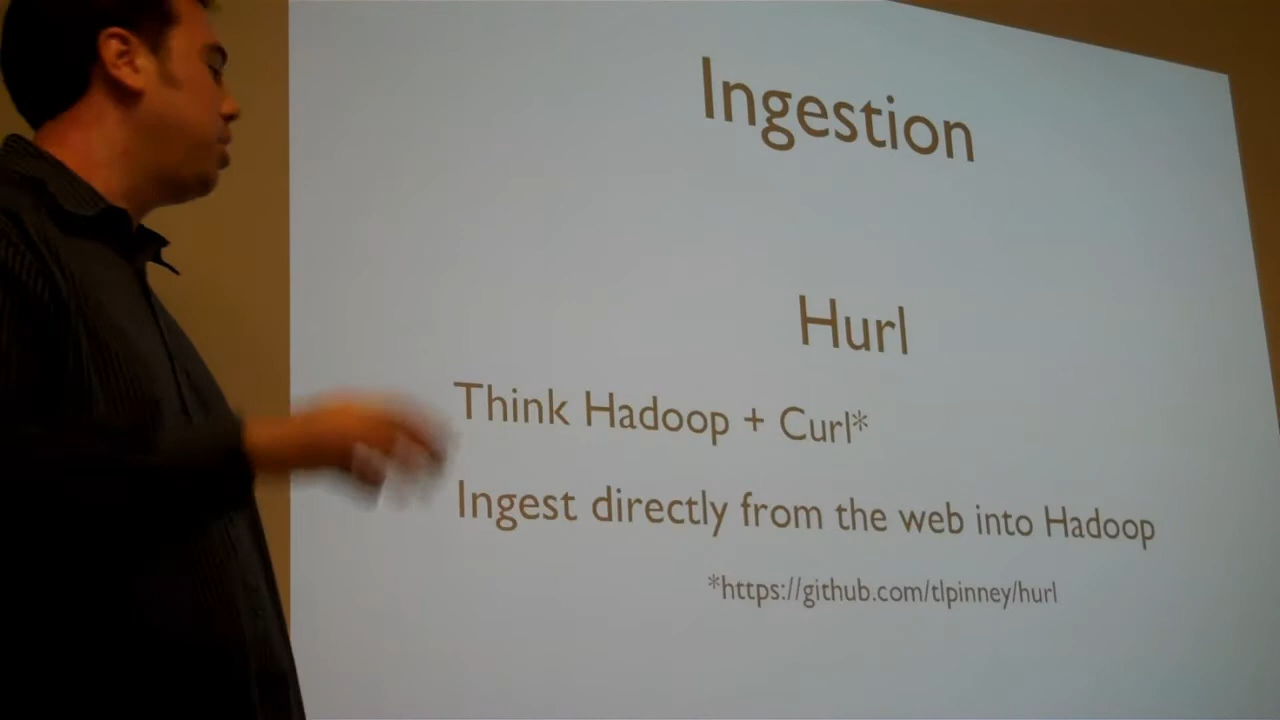 Ingestion
Hurl
Think Hadoop + Curl*
Ingest directly from the web into Hadoop
*https://github.com/tlpinney/hurl